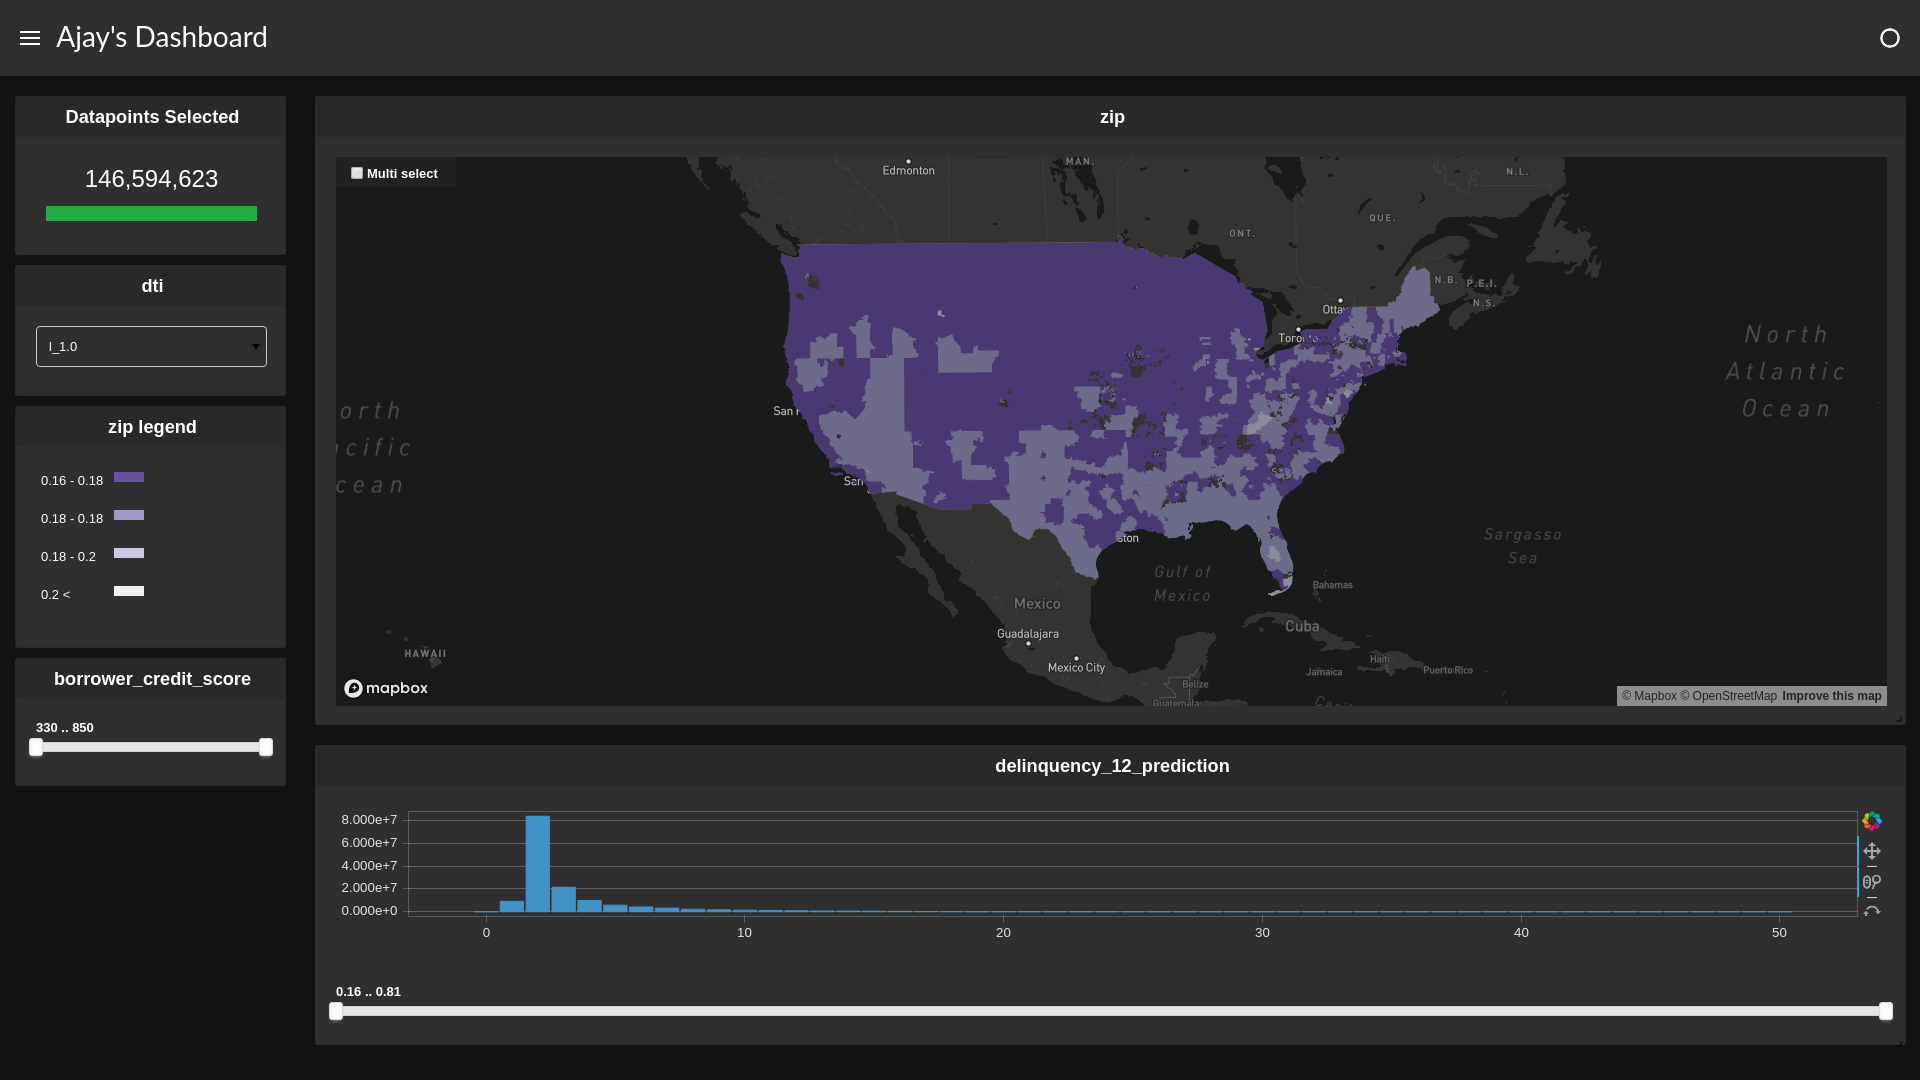 Ajay's Dashboard
Datapoints Selected
146,594,623
dti
l_1.0
zip legend
0.16 - 0.18
0.18 - 0.18
0.18 - 0.2
0.2 <
borrower_credit_score
330 .. 850
zip
Multi select
Edmonton
MAN.
N.L.
QUE.
ONT.
N.B.
P.E.I.
N.S.
Otta
Toro
North
Atlantic
Ocean
orth
cific
cean
San
San
ston
Sargasso
Sea
Gulf of
Mexico
Bahamas
Mexico
Cuba
Guadalajara
HAWAII
Mexico City
Haiti
Jamaica
Puerto Rico
Belize
Guatemala
mapbox
© Mapbox © OpenStreetMap Improve this map
delinquency_12_prediction
8.000e+7
6.000e+7
4.000e+7
2.000e+7
0.000e+0
0 10 20 30 40 50
0.16 .. 0.81